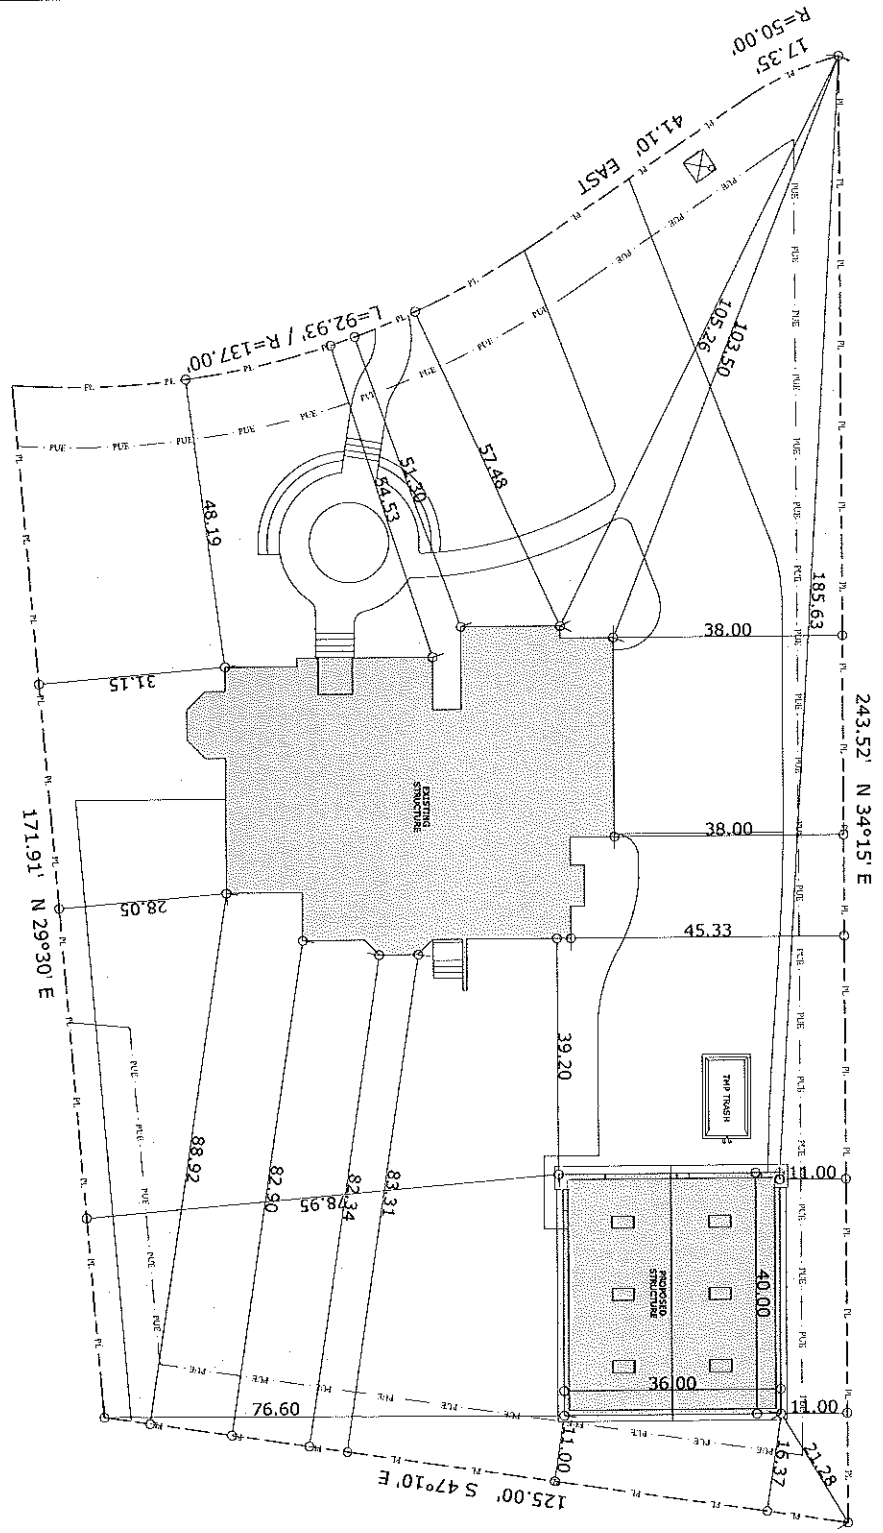 R=50.00'
17.35'
PL
PUE
41.10' EAST
L=92.93' / R=137.00'
105.26
103.50
185.63
57.48
51.30
54.53
48.19
38.00
243.52' N 34°15' E
31.15
EXISTING
STRUCTURE
38.00
171.91' N 29°30' E
28.05
45.33
39.20
TMP TRASH
88.92
82.90
78.95
82.34
83.31
11.00
PROPOSED
STRUCTURE
40.00
36.00
76.60
11.00
11.00
16.37
21.28
125.00' S 47°10' E